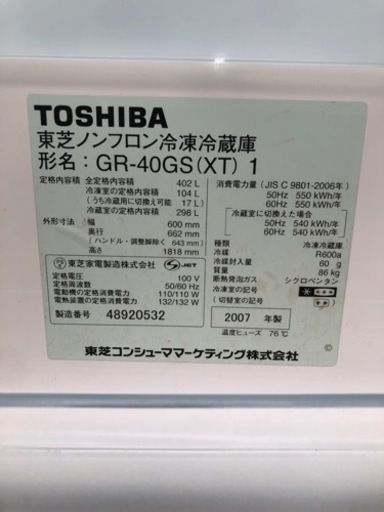 TOSHIBA
東芝ノンフロン冷凍冷蔵庫
形名：GR-40GS(XT) 1
定格内容積 全定格内容積 402 L
冷凍室の定格内容積 104 L
(うち冷蔵用に切換え可能 17 L)
冷蔵室の定格内容積 298 L
外形寸法 幅 600 mm
奥行 662 mm
(ハンドル・調整脚除く 643 mm)
高さ 1818 mm
東芝家電製造株式会社 S JET
定格電圧 100 V
定格周波数 50/60 Hz
電動機の定格消費電力 110/110 W
電熱装置の定格消費電力 132/132 W
製造番号 48920532
消費電力量 (JIS C 9801-2006年)
50Hz 550 kWh/年
60Hz 550 kWh/年
(冷蔵室に切換えた場合)
50Hz 540 kWh/年
60Hz 540 kWh/年
種類 冷凍冷蔵庫
冷媒 R600a
冷媒封入量 60 g
質量 86 kg
断熱発泡ガス シクロペンタン
冷凍室の記号
(切替室の記号)
2007 年製
温度ヒューズ 76℃
東芝コンシューママーケティング株式会社